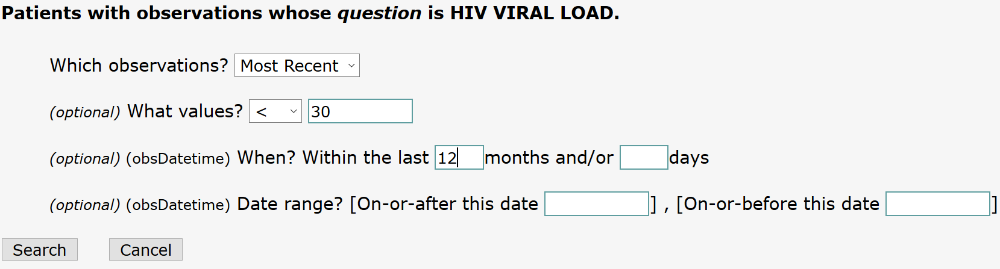 Patients with observations whose question is HIV VIRAL LOAD.
Which observations? Most Recent
(optional) What values? < 30
(optional) (obsDatetime) When? Within the last 12 months and/or days
(optional) (obsDatetime) Date range? [On-or-after this date ] , [On-or-before this date ]
Search Cancel